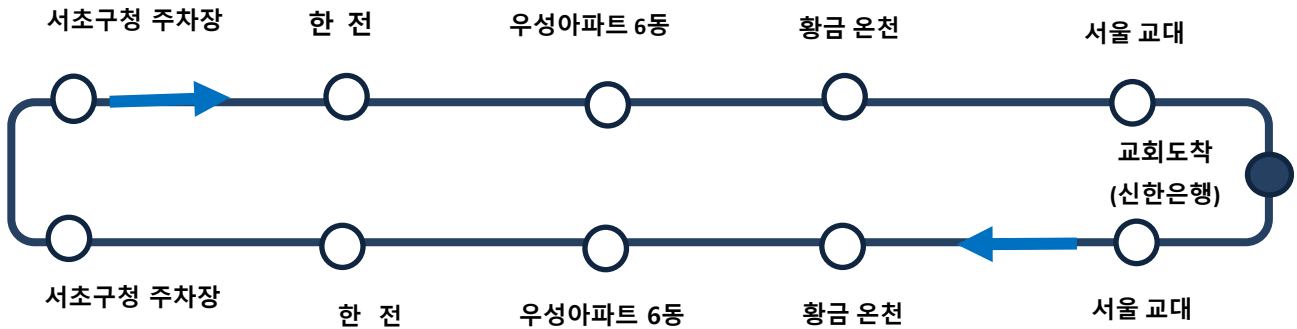 서초구청 주차장
한 전
우성아파트 6동
황금 온천
서울 교대
교회도착
(신한은행)
서초구청 주차장
한 전
우성아파트 6동
황금 온천
서울 교대